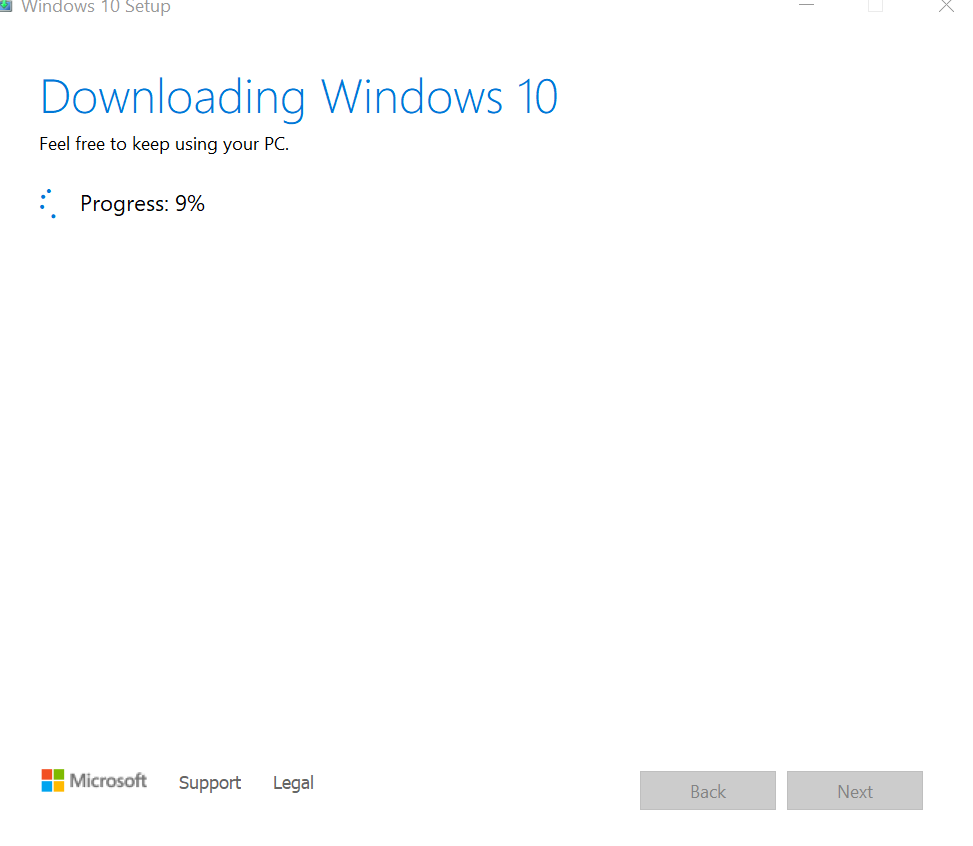 Windows 10 Setup
Downloading Windows 10
Feel free to keep using your PC.
Progress: 9%
Microsoft Support Legal Back Next